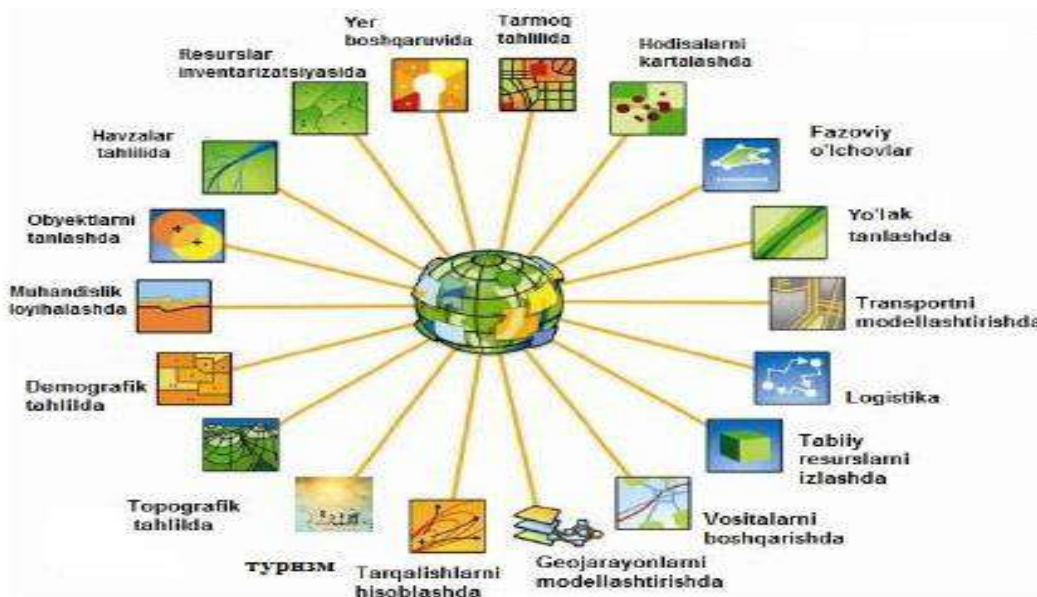 Yer
boshqaruvida
Tarmoq
tahlilida
Hodisalarni
kartalashda
Fazoviy
o'lchovlar
Yo'lak
tanlashda
Transportni
modellashtirishda
Logistika
Tabiiy
resurslarni
izlashda
Vositalarni
boshqarishda
Geojarayonlarni
modellashtirishda
Tarqalishlarni
hisoblashda
туризм
Topografik
tahlilda
Demografik
tahlilda
Muhandislik
loyihalashda
Obyektlarni
tanlashda
Havzalar
tahlilida
Resurslar
inventarizatsiyasida